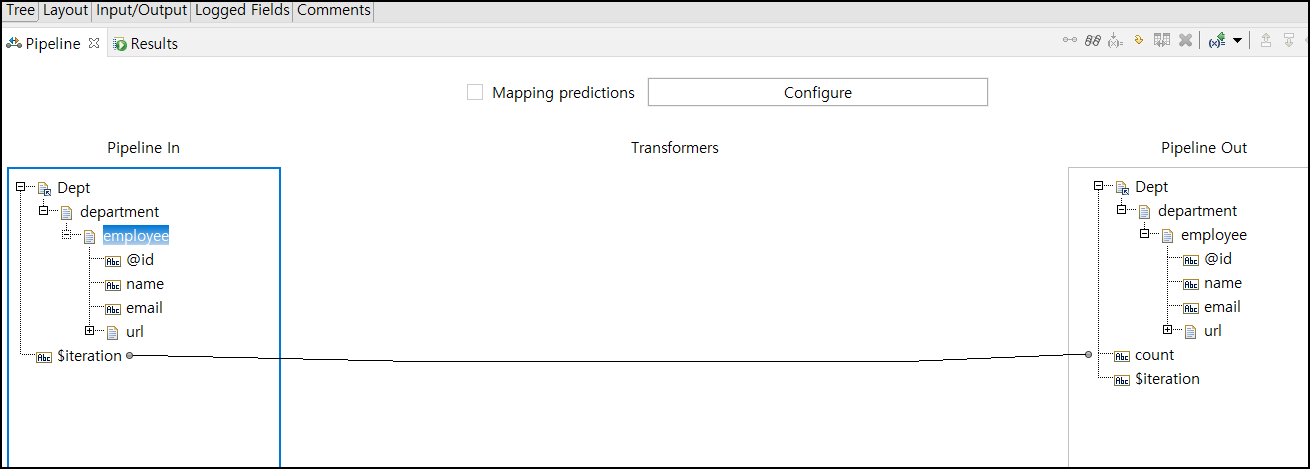 Tree Layout Input/Output Logged Fields Comments
Pipeline Results
Mapping predictions Configure
Pipeline In Transformers Pipeline Out
Dept Dept
department department
employee employee
@id @id
name name
email email
url url
$iteration count
$iteration